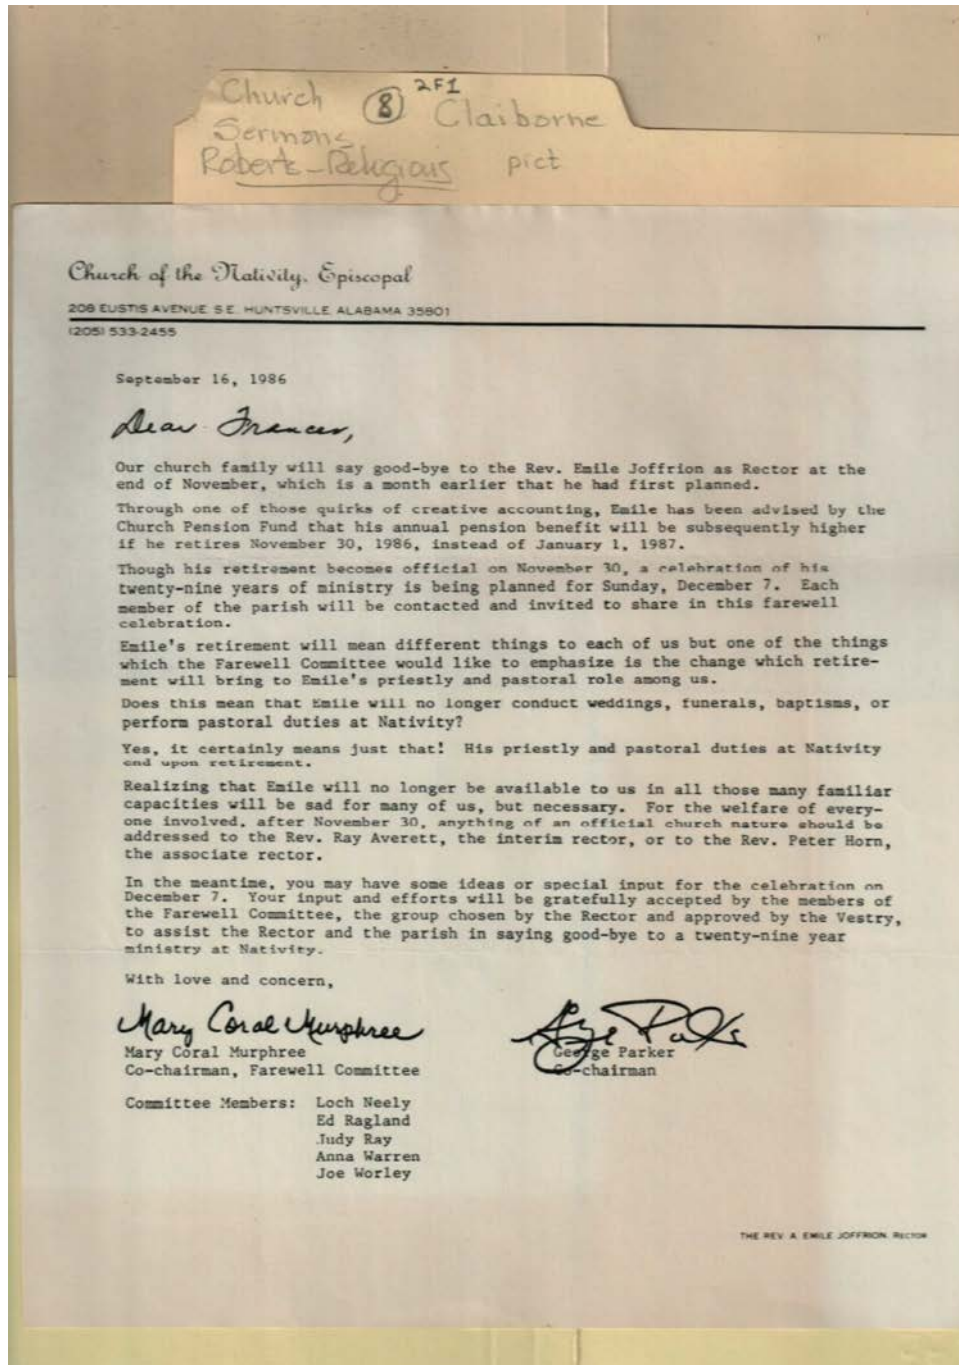 Church (8) 2F1 Claiborne
Sermons
Roberts-Religious pict
Church of the Nativity, Episcopal
208 EUSTIS AVENUE S.E. HUNTSVILLE, ALABAMA 35801
(205) 533-2455
September 16, 1986
Dear Frances,
Our church family will say good-bye to the Rev. Emile Joffrion as Rector at the
end of November, which is a month earlier that he had first planned.
Through one of those quirks of creative accounting, Emile has been advised by the
Church Pension Fund that his annual pension benefit will be subsequently higher
if he retires November 30, 1986, instead of January 1, 1987.
Though his retirement becomes official on November 30, a celebration of his
twenty-nine years of ministry is being planned for Sunday, December 7. Each
member of the parish will be contacted and invited to share in this farewell
celebration.
Emile's retirement will mean different things to each of us but one of the things
which the Farewell Committee would like to emphasize is the change which retire-
ment will bring to Emile's priestly and pastoral role among us.
Does this mean that Emile will no longer conduct weddings, funerals, baptisms, or
perform pastoral duties at Nativity?
Yes, it certainly means just that! His priestly and pastoral duties at Nativity
end upon retirement.
Realizing that Emile will no longer be available to us in all those many familiar
capacities will be sad for many of us, but necessary. For the welfare of every-
one involved, after November 30, anything of an official church nature should be
addressed to the Rev. Ray Averett, the interim rector, or to the Rev. Peter Horn,
the associate rector.
In the meantime, you may have some ideas or special input for the celebration on
December 7. Your input and efforts will be gratefully accepted by the members of
the Farewell Committee, the group chosen by the Rector and approved by the Vestry,
to assist the Rector and the parish in saying good-bye to a twenty-nine year
ministry at Nativity.
With love and concern,
Mary Coral Murphree
Mary Coral Murphree George Parker
Co-chairman, Farewell Committee Co-chairman
Committee Members: Loch Neely
Ed Ragland
Judy Ray
Anna Warren
Joe Worley
THE REV. A. EMILE JOFFRION, RECTOR